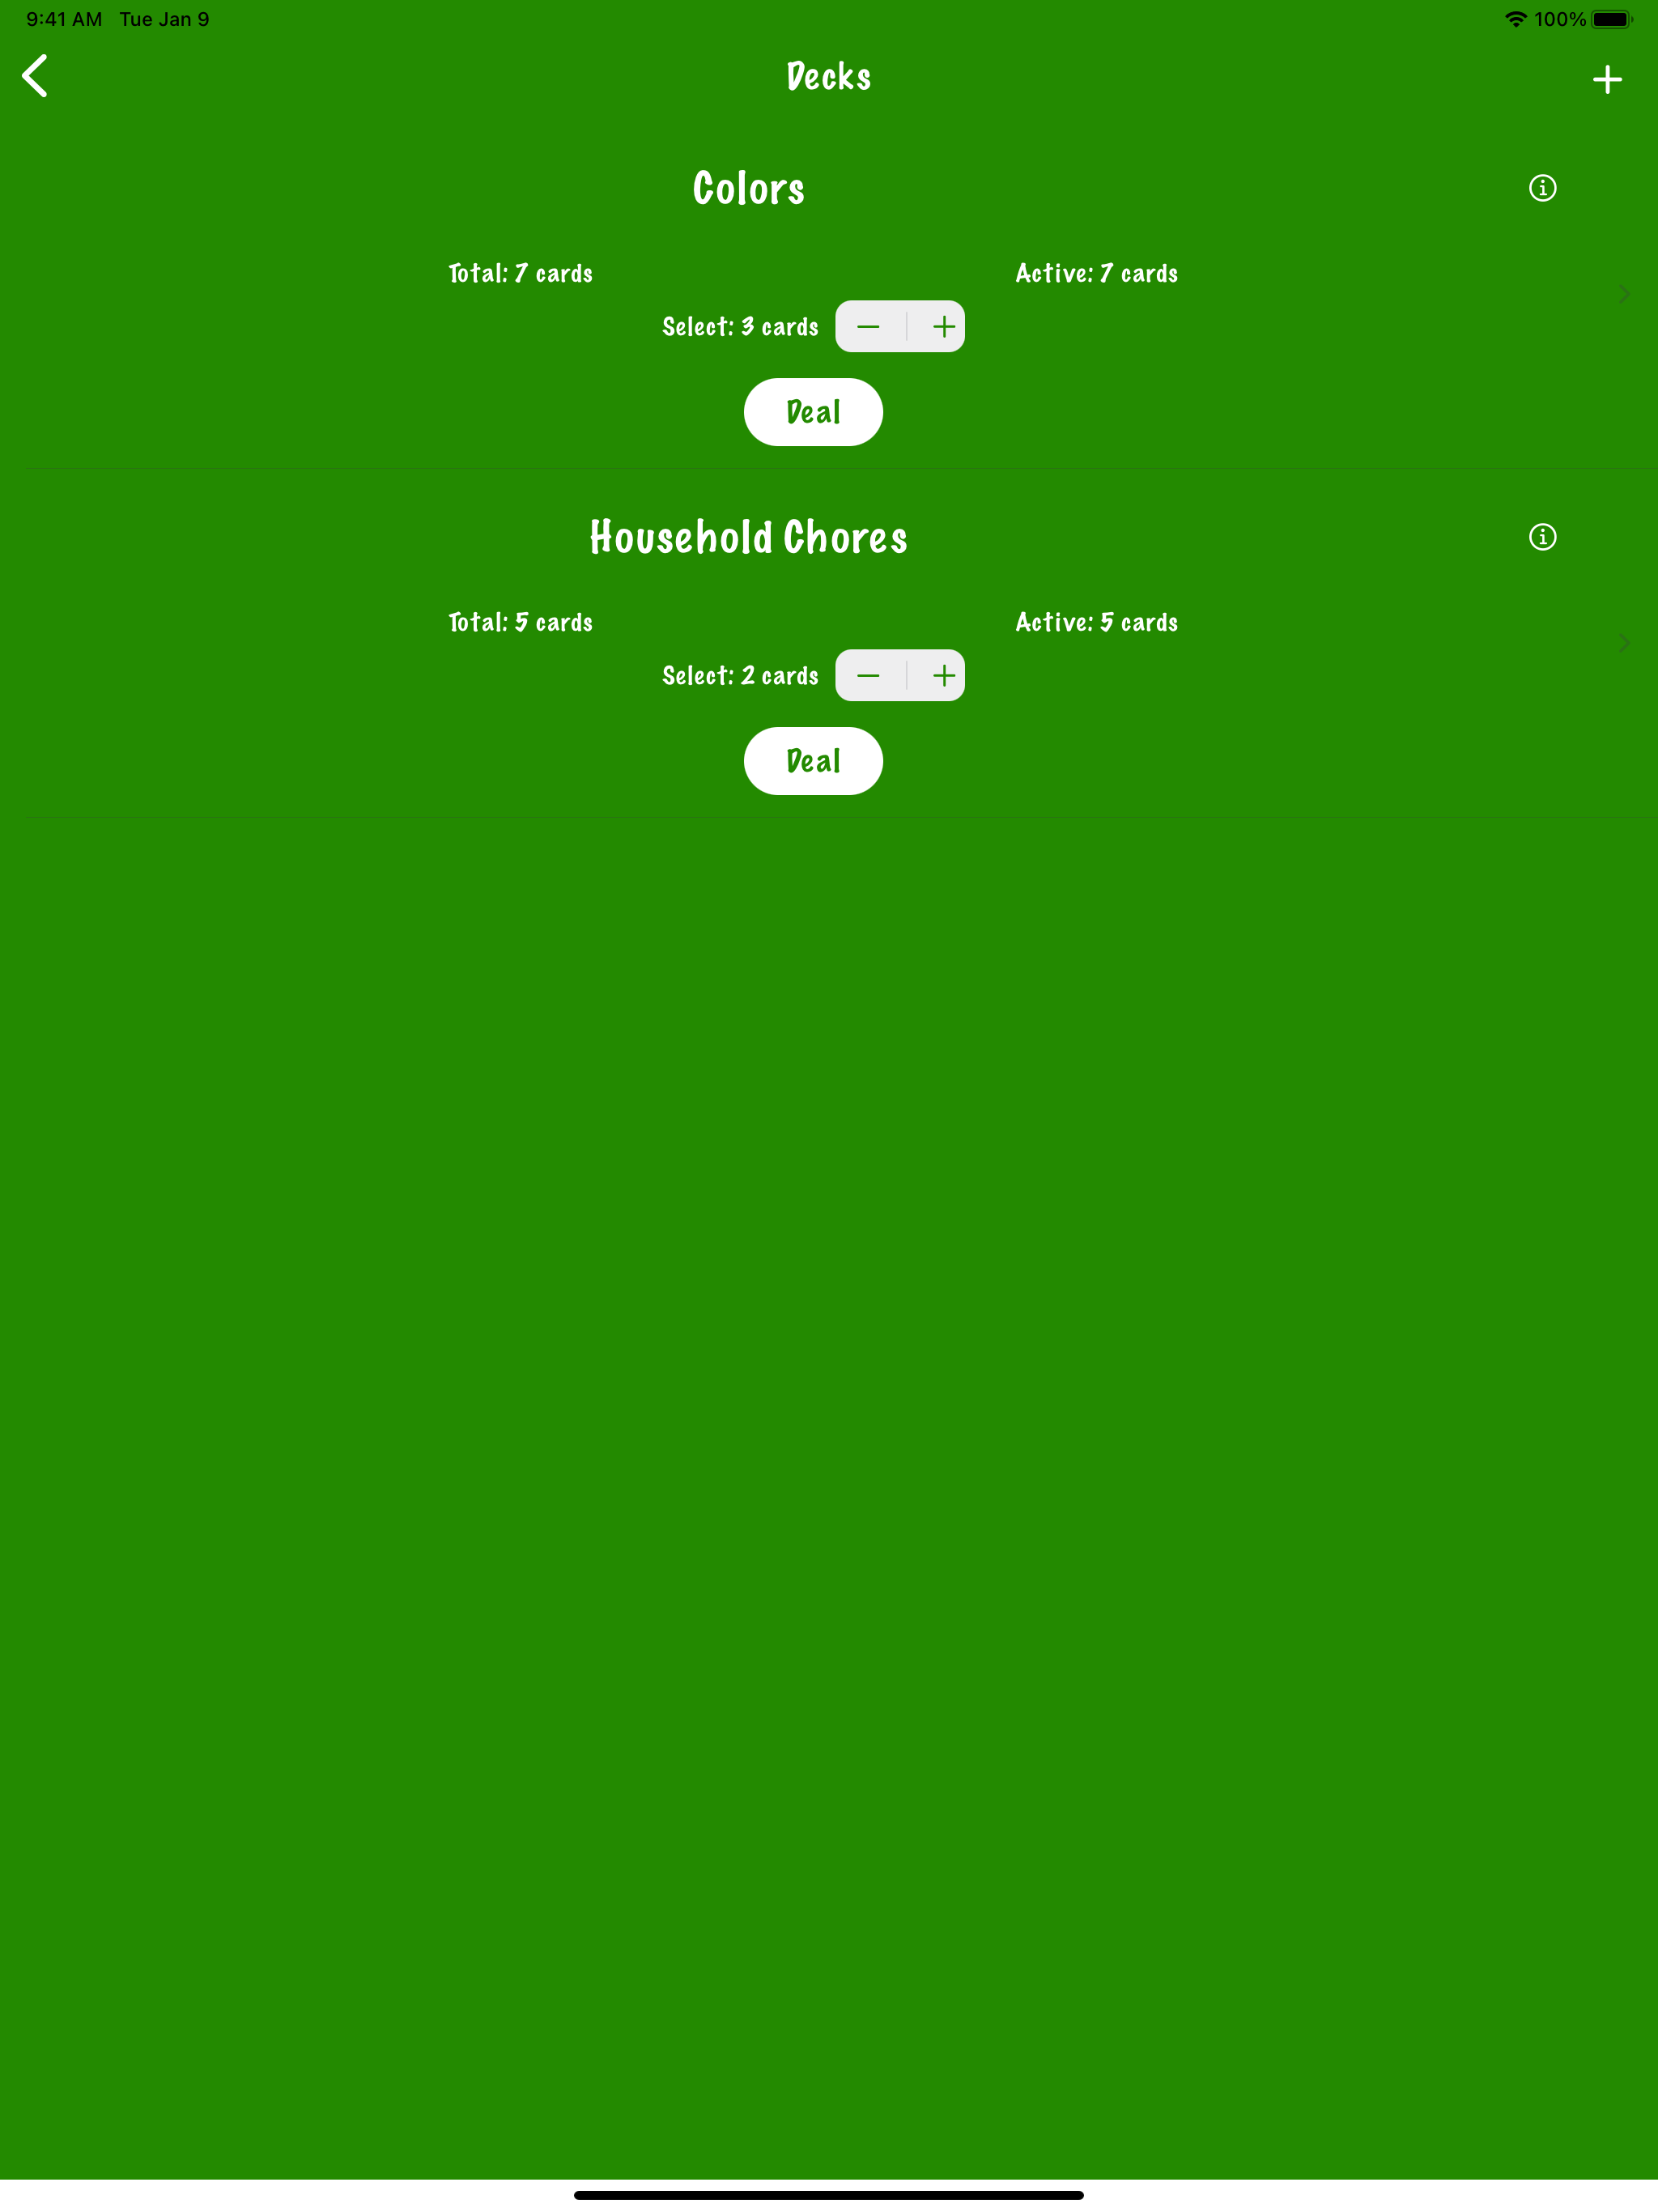 9:41 AM Tue Jan 9 100%
Decks
Colors
Total: 7 cards Active: 7 cards
Select: 3 cards
Deal
Household Chores
Total: 5 cards Active: 5 cards
Select: 2 cards
Deal